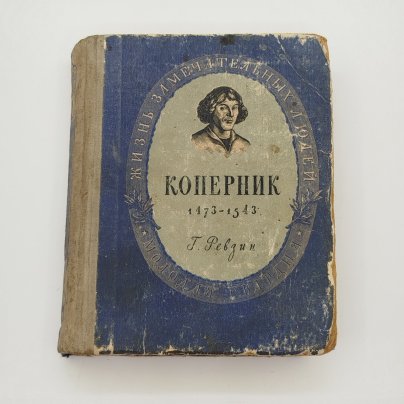 ЖИЗНЬ ЗАМЕЧАТЕЛЬНЫХ ЛЮДЕЙ
КОПЕРНИК
1473-1543
Г. Ревзин